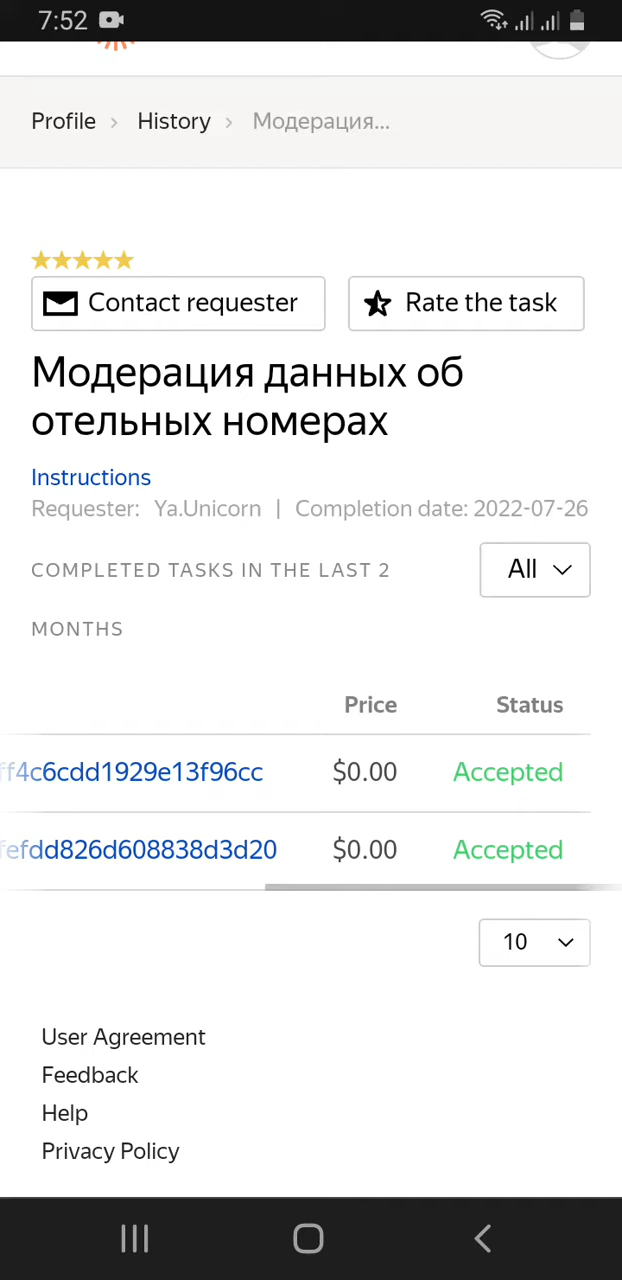 7:52
Profile > History > Модерация...
Contact requester
Rate the task
Модерация данных об
отельных номерах
Instructions
Requester: Ya.Unicorn | Completion date: 2022-07-26
COMPLETED TASKS IN THE LAST 2
MONTHS
All
Price Status
ff4c6cdd1929e13f96cc $0.00 Accepted
fefdd826d608838d3d20 $0.00 Accepted
10
User Agreement
Feedback
Help
Privacy Policy